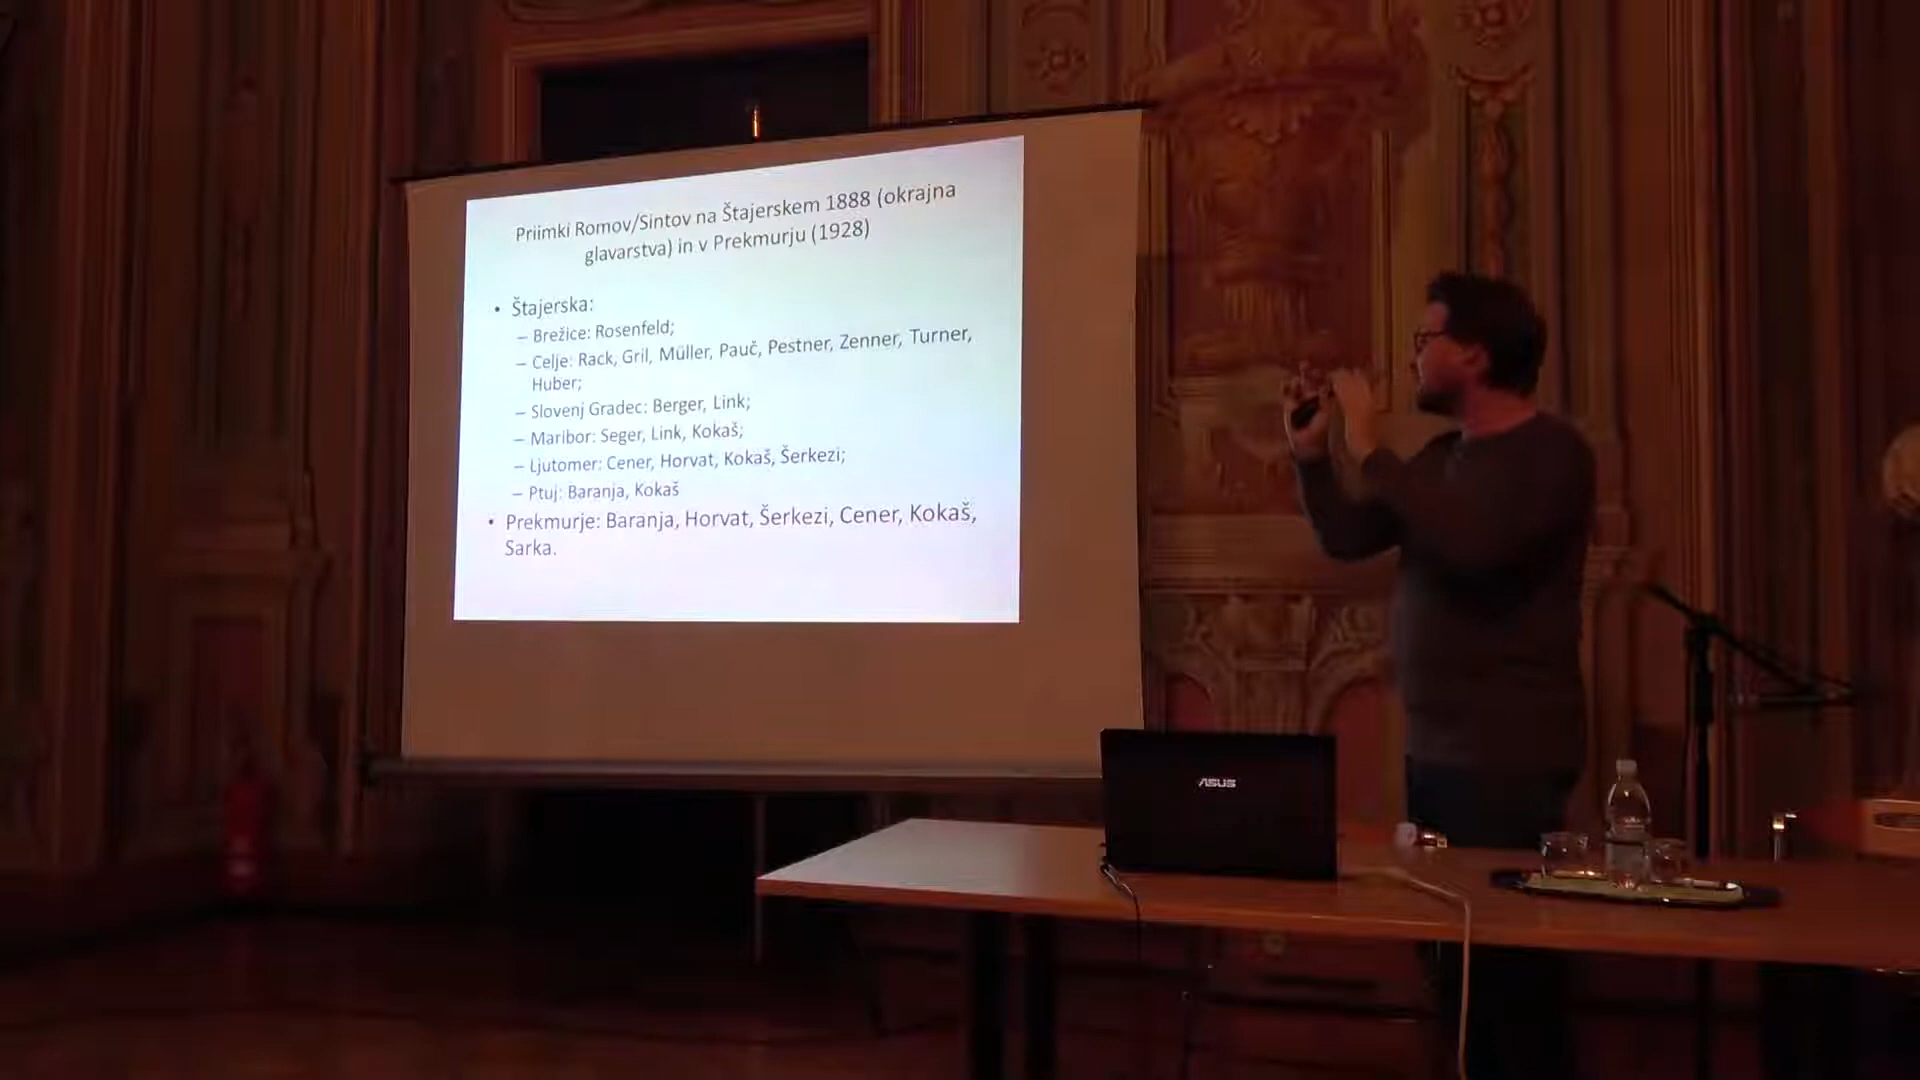 Priimki Romov/Sintov na Štajerskem 1888 (okrajna
glavarstva) in v Prekmurju (1928)
• Štajerska:
– Brežice: Rosenfeld;
– Celje: Rack, Gril, Müller, Pauč, Pestner, Zenner, Turner,
Huber;
– Slovenj Gradec: Berger, Link;
– Maribor: Seger, Link, Kokaš;
– Ljutomer: Cener, Horvat, Kokaš, Šerkezi;
– Ptuj: Baranja, Kokaš
• Prekmurje: Baranja, Horvat, Šerkezi, Cener, Kokaš,
Sarka.
ASUS